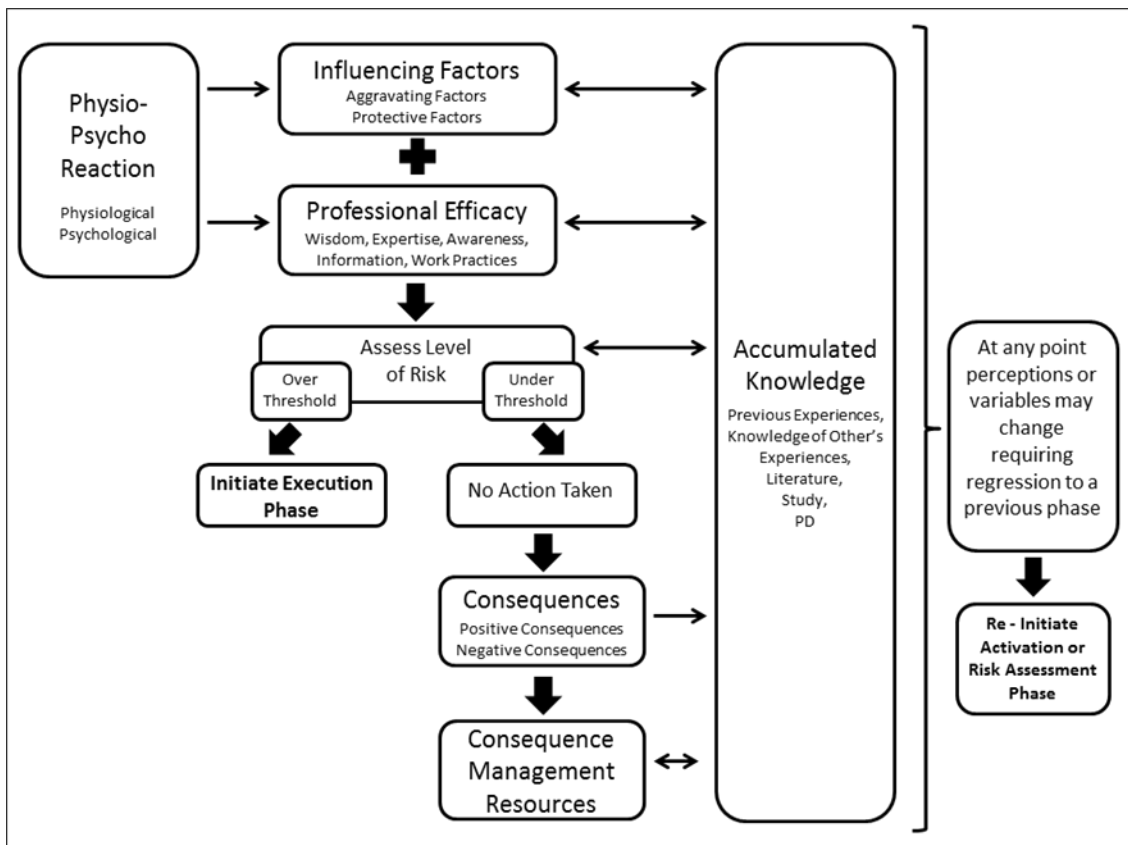 Physio-
Psycho
Reaction
Physiological
Psychological
Influencing Factors
Aggravating Factors
Protective Factors
Professional Efficacy
Wisdom, Expertise, Awareness,
Information, Work Practices
Assess Level
of Risk
Over
Threshold
Under
Threshold
Initiate Execution
Phase
No Action Taken
Consequences
Positive Consequences
Negative Consequences
Consequence
Management
Resources
Accumulated
Knowledge
Previous Experiences,
Knowledge of Other's
Experiences,
Literature,
Study,
PD
At any point
perceptions or
variables may
change
requiring
regression to a
previous phase
Re - Initiate
Activation or
Risk Assessment
Phase